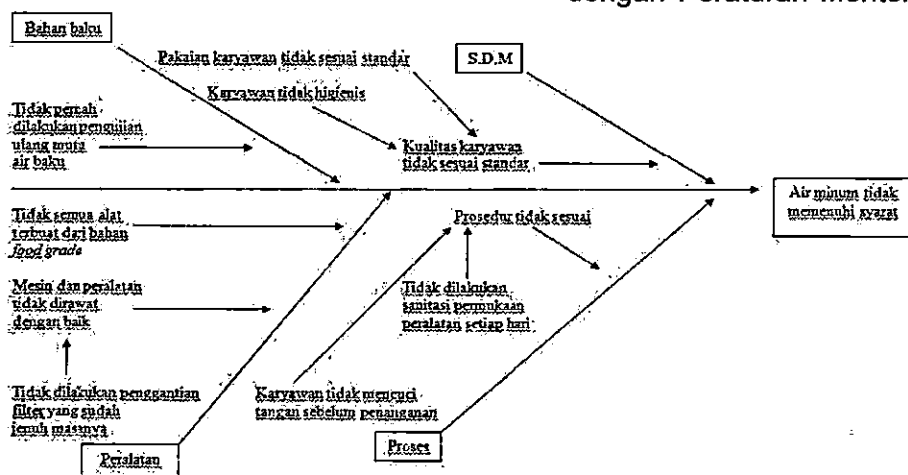 dengan Peraturan Menter
Bahan baku
Pakaian karyawan tidak sesuai standar
S.D.M
Karyawan tidak higienis
Tidak pernah
dilakukan pengujian
ulang mutu
air baku
Kualitas karyawan
tidak sesuai standar
Air minum tidak
memenuhi syarat
Tidak semua alat
terbuat dari bahan
food grade
Prosedur tidak sesuai
Mesin dan peralatan
tidak dirawat
dengan baik
Tidak dilakukan
sanitasi permukaan
peralatan setiap hari
Tidak dilakukan penggantian
filter yang sudah
jenuh masanya
Karyawan tidak mencuci
tangan sebelum penanganan
Peralatan
Proses